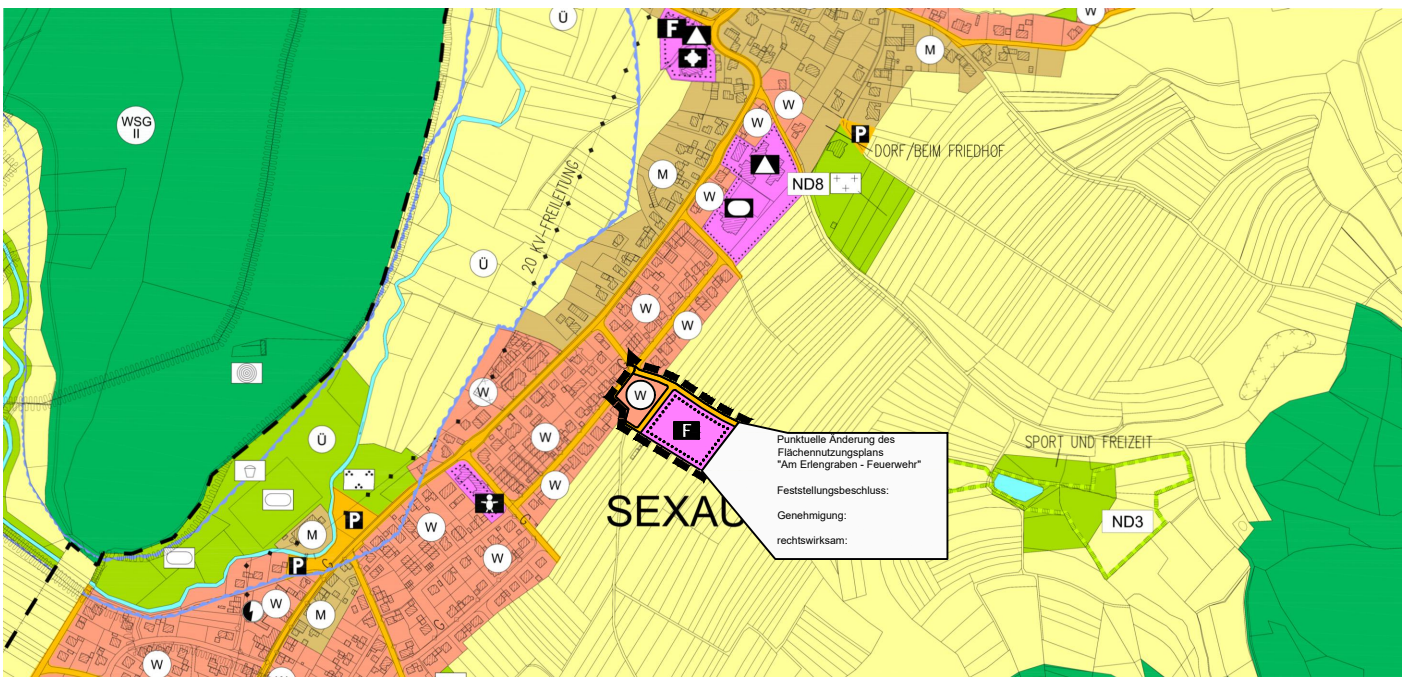 Ü
W
F
M
WSG
II
W
W
P
DORF/BEIM FRIEDHOF
M
ND8
W
20 KV-FREILEITUNG
Ü
W
W
W
W
F
Punktuelle Änderung des
Flächennutzungsplans
"Am Erlengraben - Feuerwehr"
Feststellungsbeschluss:
Genehmigung:
rechtswirksam:
SPORT UND FREIZEIT
Ü
W
W
SEXAU
ND3
P
M
W
G
W
P
G
W
M
G
W
W